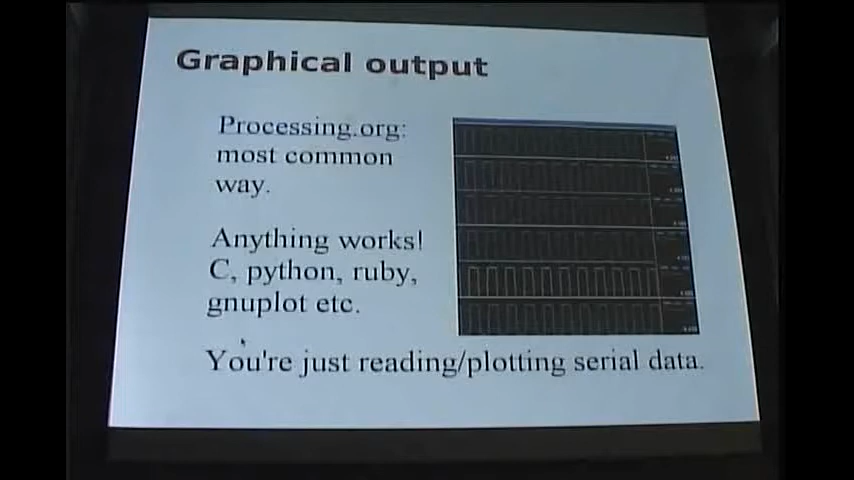 Graphical output
Processing.org:
most common
way.
Anything works!
C, python, ruby,
gnuplot etc.
You're just reading/plotting serial data.